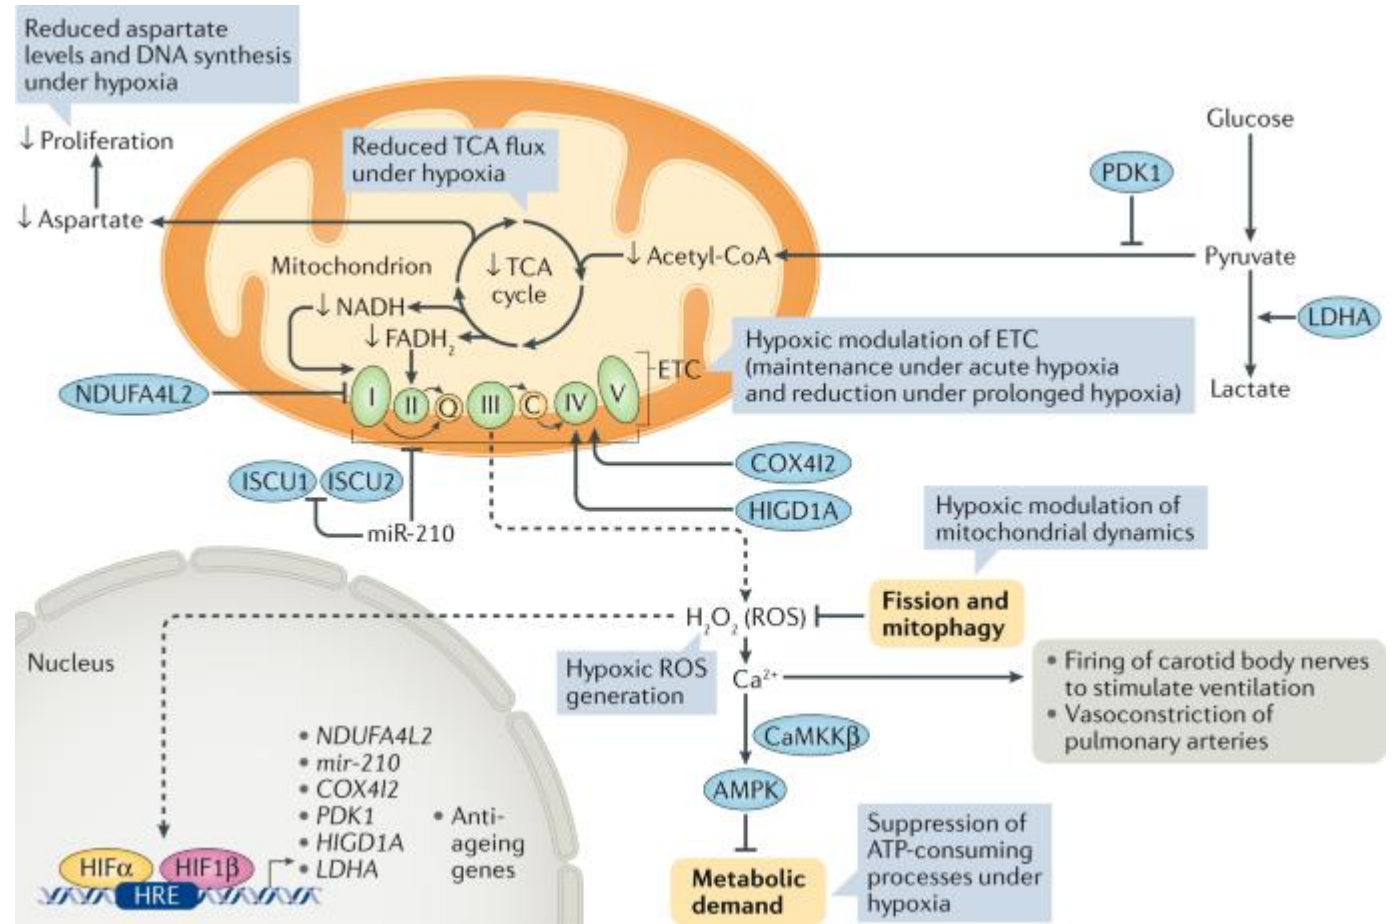 Reduced aspartate
levels and DNA synthesis
under hypoxia
↓ Proliferation
↓ Aspartate
Reduced TCA flux
under hypoxia
Mitochondrion
↓ TCA
cycle
↓ Acetyl-CoA
↓ NADH
↓ FADH₂
Glucose
PDK1
Pyruvate
LDHA
Lactate
Hypoxic modulation of ETC
(maintenance under acute hypoxia
and reduction under prolonged hypoxia)
ETC
NDUFA4L2
I
II
Q
III
C
IV
V
COX4I2
HIGD1A
ISCU1
ISCU2
miR-210
Hypoxic modulation of
mitochondrial dynamics
Fission and
mitophagy
H₂O₂ (ROS)
Hypoxic ROS
generation
Ca²⁺
• Firing of carotid body nerves
to stimulate ventilation
• Vasoconstriction of
pulmonary arteries
CaMKKβ
AMPK
Suppression of
ATP-consuming
processes under
hypoxia
Metabolic
demand
Nucleus
• NDUFA4L2
• mir-210
• COX4I2
• PDK1
• HIGD1A
• LDHA
• Anti-
ageing
genes
HIFα
HIF1β
HRE